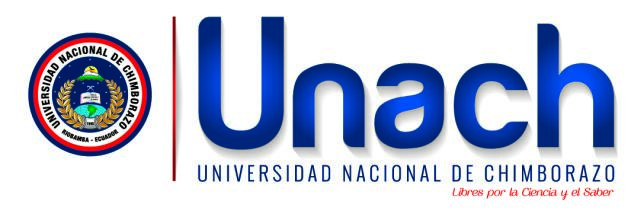 UNIVERSIDAD NACIONAL DE CHIMBORAZO
RIOBAMBA - ECUADOR
Unach
UNIVERSIDAD NACIONAL DE CHIMBORAZO
Libres por la Ciencia y el Saber